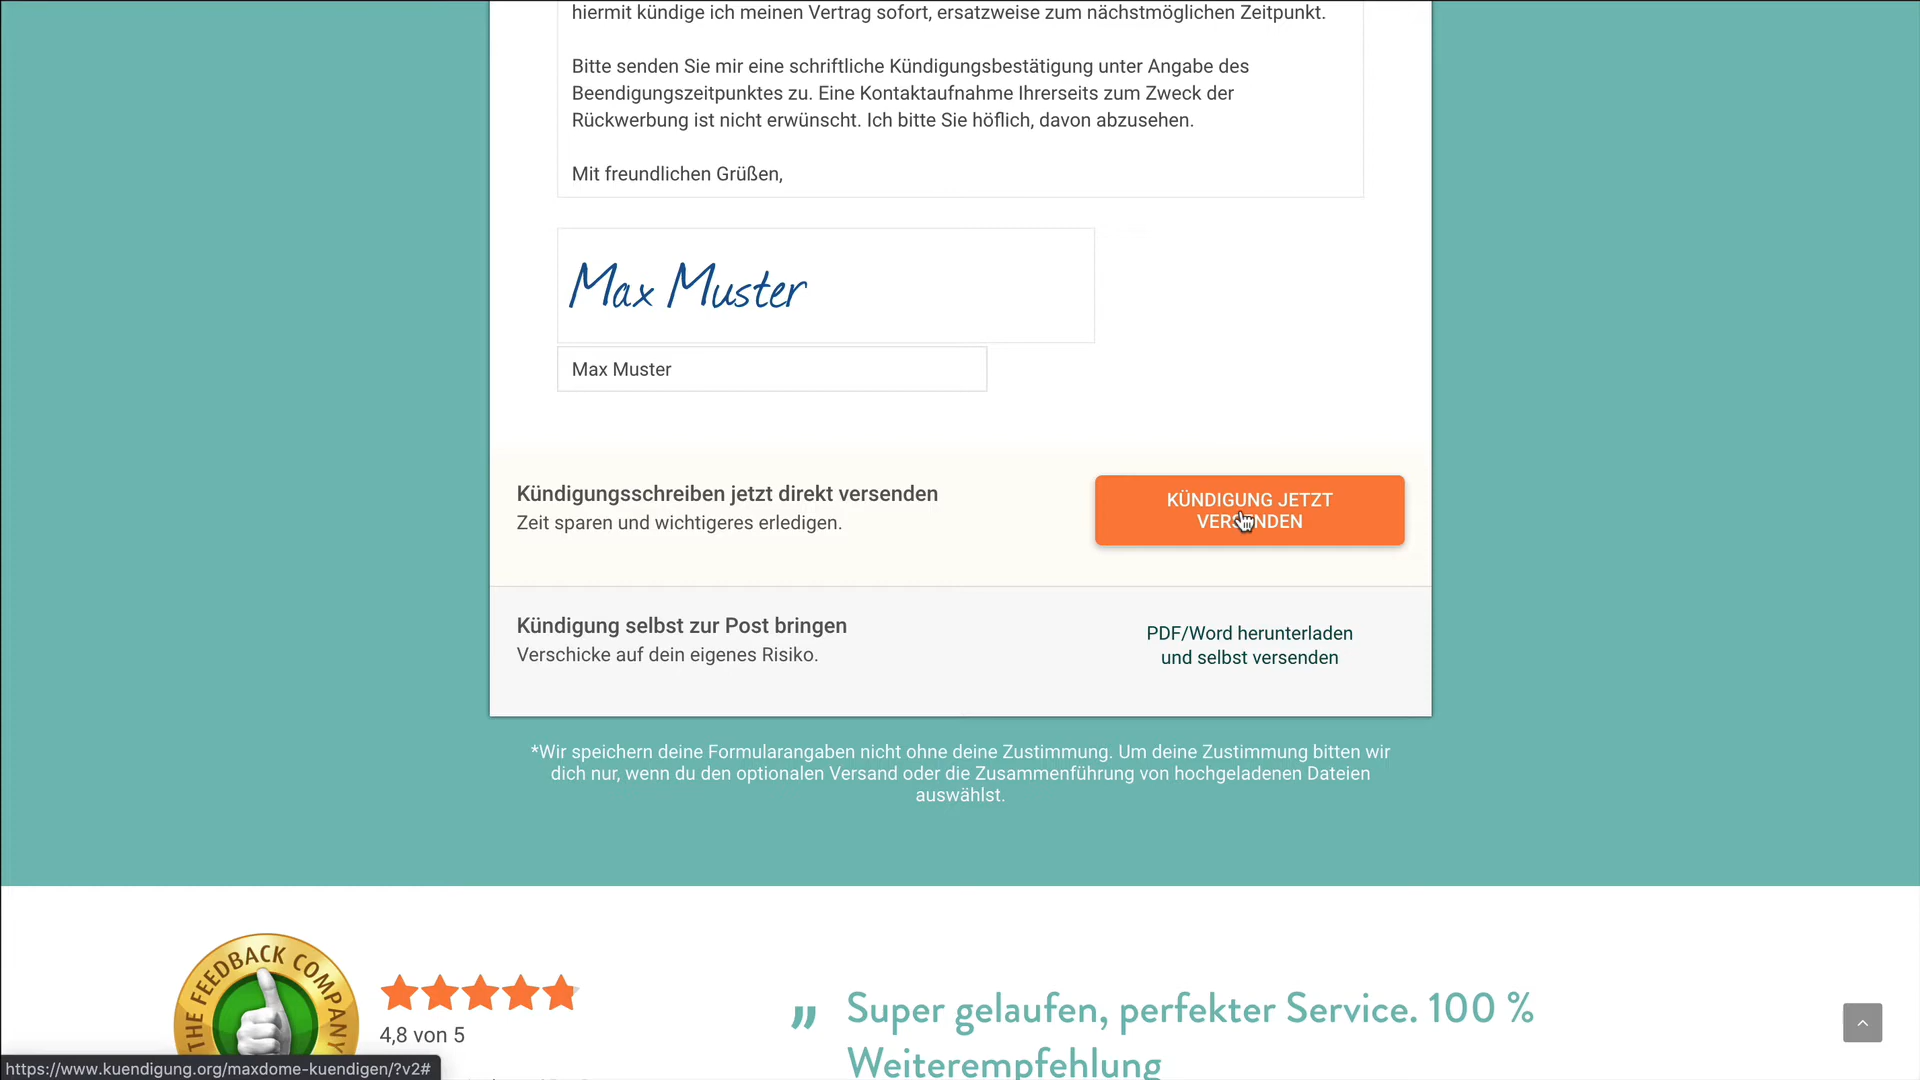 hiermit kündige ich meinen Vertrag sofort, ersatzweise zum nächstmöglichen Zeitpunkt.
Bitte senden Sie mir eine schriftliche Kündigungsbestätigung unter Angabe des
Beendigungszeitpunktes zu. Eine Kontaktaufnahme Ihrerseits zum Zweck der
Rückwerbung ist nicht erwünscht. Ich bitte Sie höflich, davon abzusehen.
Mit freundlichen Grüßen,
Max Muster
Max Muster
Kündigungsschreiben jetzt direkt versenden
Zeit sparen und wichtigeres erledigen.
KÜNDIGUNG JETZT
VERSENDEN
Kündigung selbst zur Post bringen
Verschicke auf dein eigenes Risiko.
PDF/Word herunterladen
und selbst versenden
*Wir speichern deine Formularangaben nicht ohne deine Zustimmung. Um deine Zustimmung bitten wir
dich nur, wenn du den optionalen Versand oder die Zusammenführung von hochgeladenen Dateien
auswählst.
THE FEEDBACK COMPANY
4,8 von 5
„ Super gelaufen, perfekter Service. 100 %
Weiterempfehlung
https://www.kuendigung.org/maxdome-kuendigen/?v2#